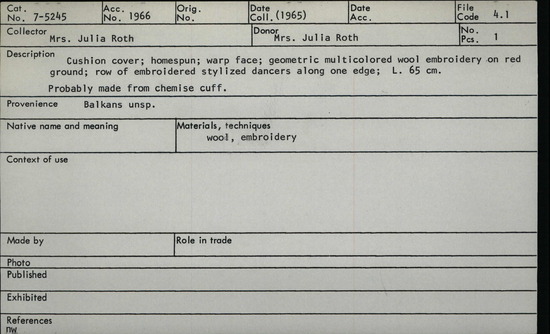 Cat. No. 7-5245 Acc. No. 1966 Orig. No. Date Coll. (1965) Date Acc. File Code 4.1
Collector Mrs. Julia Roth Donor Mrs. Julia Roth No. Pcs. 1
Description Cushion cover; homespun; warp face; geometric multicolored wool embroidery on red
ground; row of embroidered stylized dancers along one edge; L. 65 cm.
Probably made from chemise cuff.
Provenience Balkans unsp.
Native name and meaning Materials, techniques
wool, embroidery
Context of use
Made by Role in trade
Photo
Published
Exhibited
References
nw